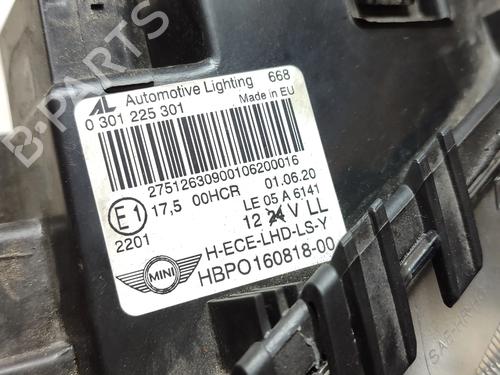 AL Automotive Lighting 668
0 301 225 301 Made in EU
27512630900106200016
E1 17,5 00HCR 01.06.20
LE 05 A 6141
2201 12 24 V LL
H-ECE-LHD-LS-Y
MINI HBPO160818-00
B-PARTS